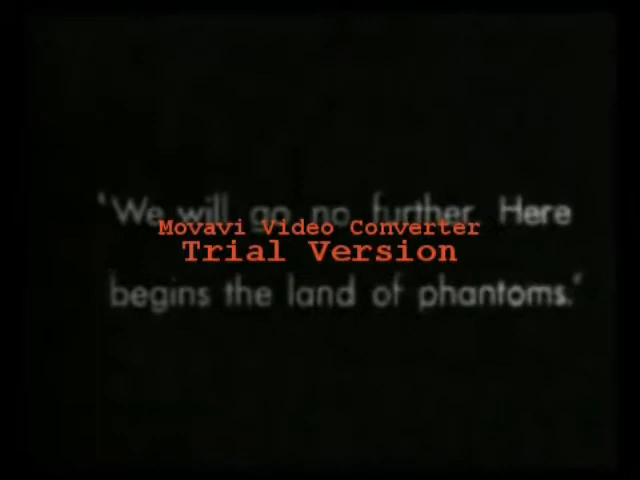 'We will go no further. Here
Movavi Video Converter
Trial Version
begins the land of phantoms.'